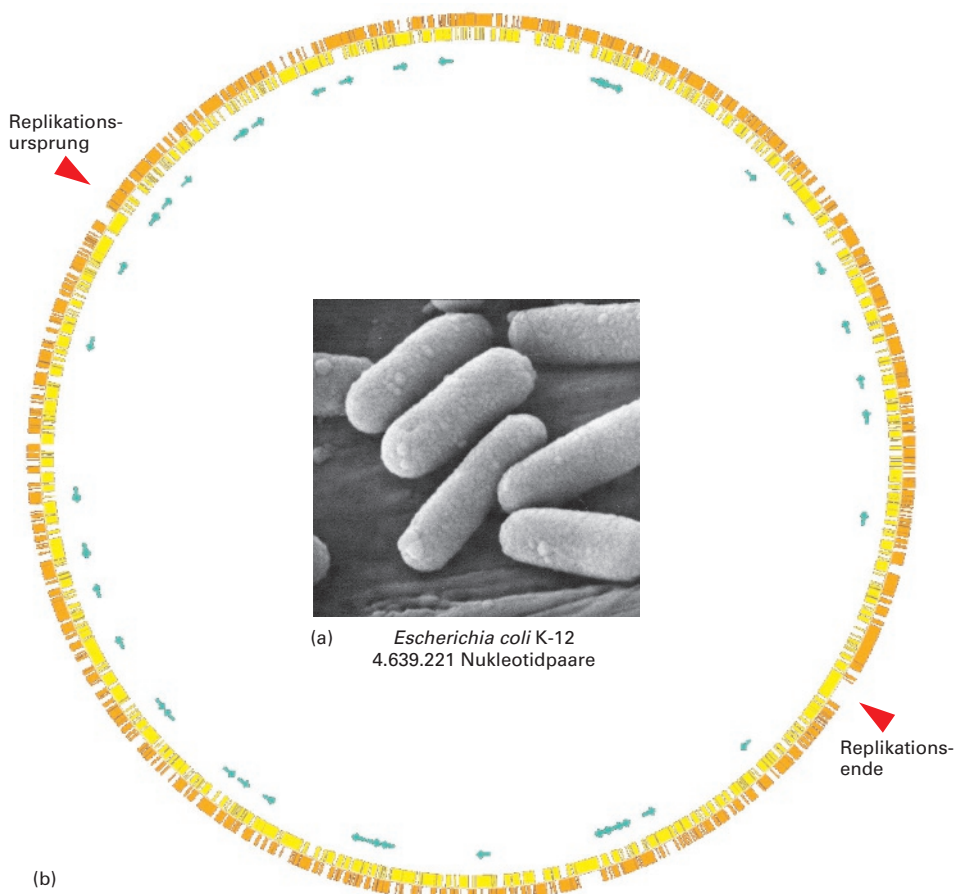 Replikations-
ursprung
(a)
Escherichia coli K-12
4.639.221 Nukleotidpaare
Replikations-
ende
(b)